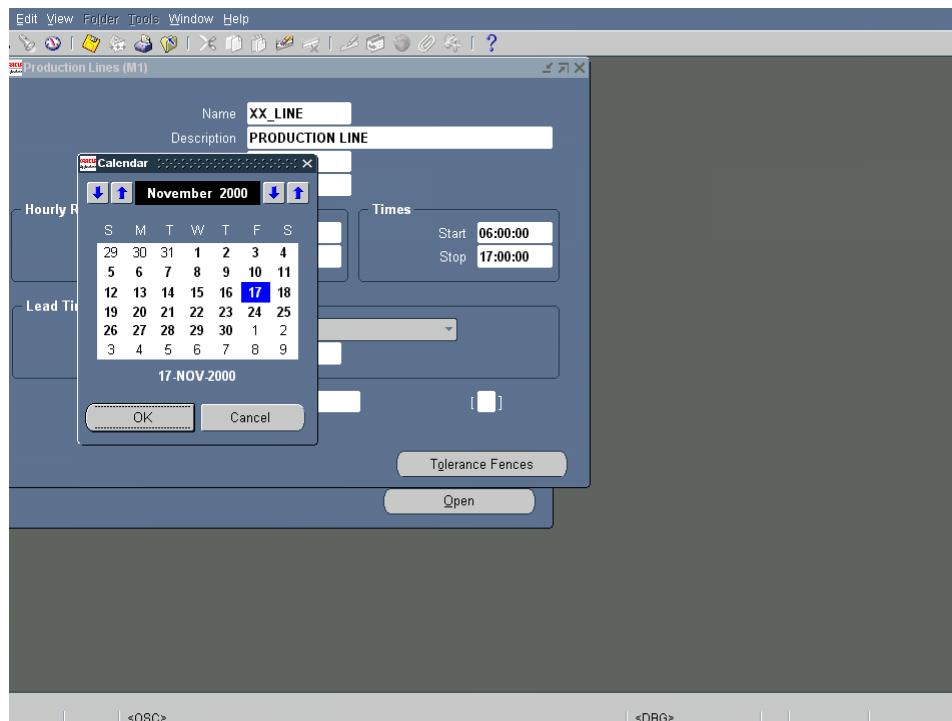 Edit View Folder Tools Window Help
Production Lines (M1)
Name XX_LINE
Description PRODUCTION LINE
Calendar
November 2000
Hourly R
Times
S M T W T F S
Start 06:00:00
29 30 31 1 2 3 4
Stop 17:00:00
5 6 7 8 9 10 11
12 13 14 15 16 17 18
Lead Ti
19 20 21 22 23 24 25
26 27 28 29 30 1 2
3 4 5 6 7 8 9
17-NOV-2000
[ ]
OK Cancel
Tolerance Fences
Open
<OSC> <DBG>